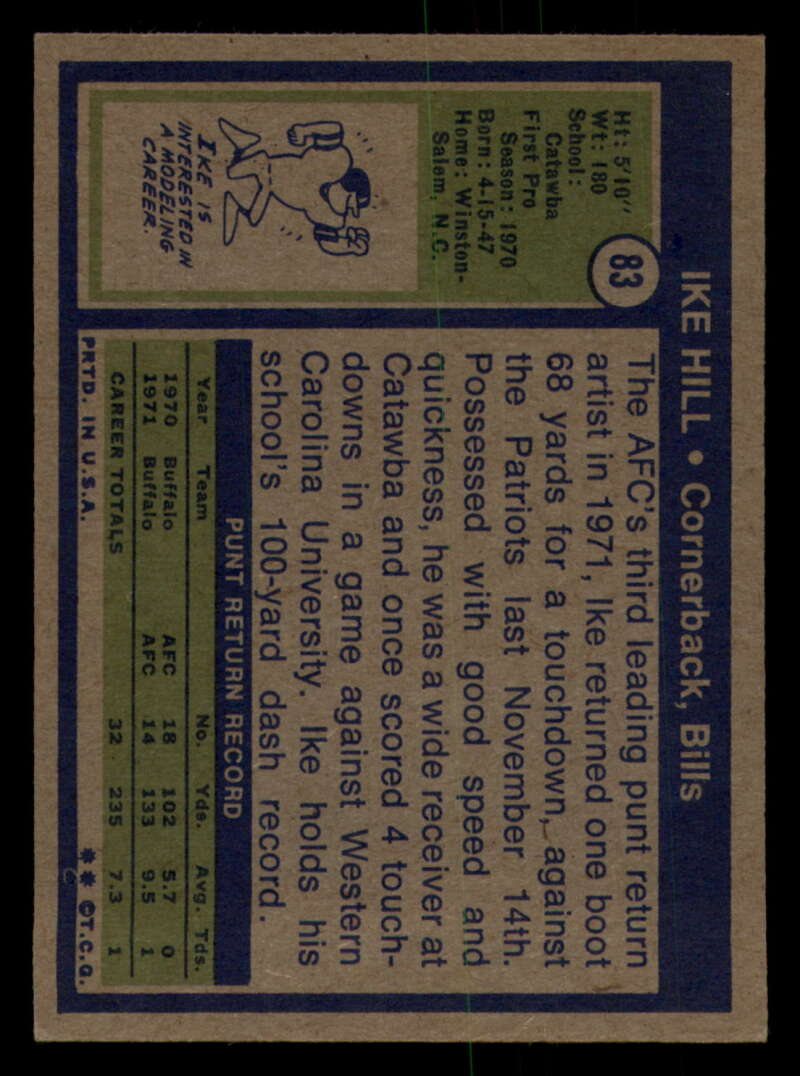 IKE HILL • Cornerback, Bills
83
Ht: 5'10"
Wt: 180
School:
Catawba
First Pro
Season: 1970
Born: 4-15-47
Home: Winston-
Salem, N.C.
IKE IS
INTERESTED IN
A MODELING
CAREER.
The AFC's third leading punt return
artist in 1971, Ike returned one boot
68 yards for a touchdown, against
the Patriots last November 14th.
Possessed with good speed and
quickness, he was a wide receiver at
Catawba and once scored 4 touch-
downs in a game against Western
Carolina University. Ike holds his
school's 100-yard dash record.
PUNT RETURN RECORD
Year Team No. Yds. Avg. Tds.
1970 Buffalo AFC 18 102 5.7 0
1971 Buffalo AFC 14 133 9.5 1
CAREER TOTALS 32 235 7.3 1
PRTD. IN U.S.A. ** ©T.C.G.